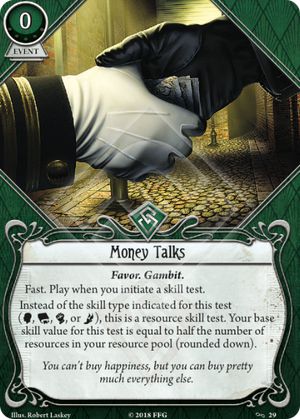 0
EVENT
Money Talks
Favor. Gambit.
Fast. Play when you initiate a skill test.
Instead of the skill type indicated for this test
( , , , or ), this is a resource skill test. Your base
skill value for this test is equal to half the number of
resources in your resource pool (rounded down).
You can't buy happiness, but you can buy pretty
much everything else.
Illus. Robert Laskey
© 2018 FFG
29